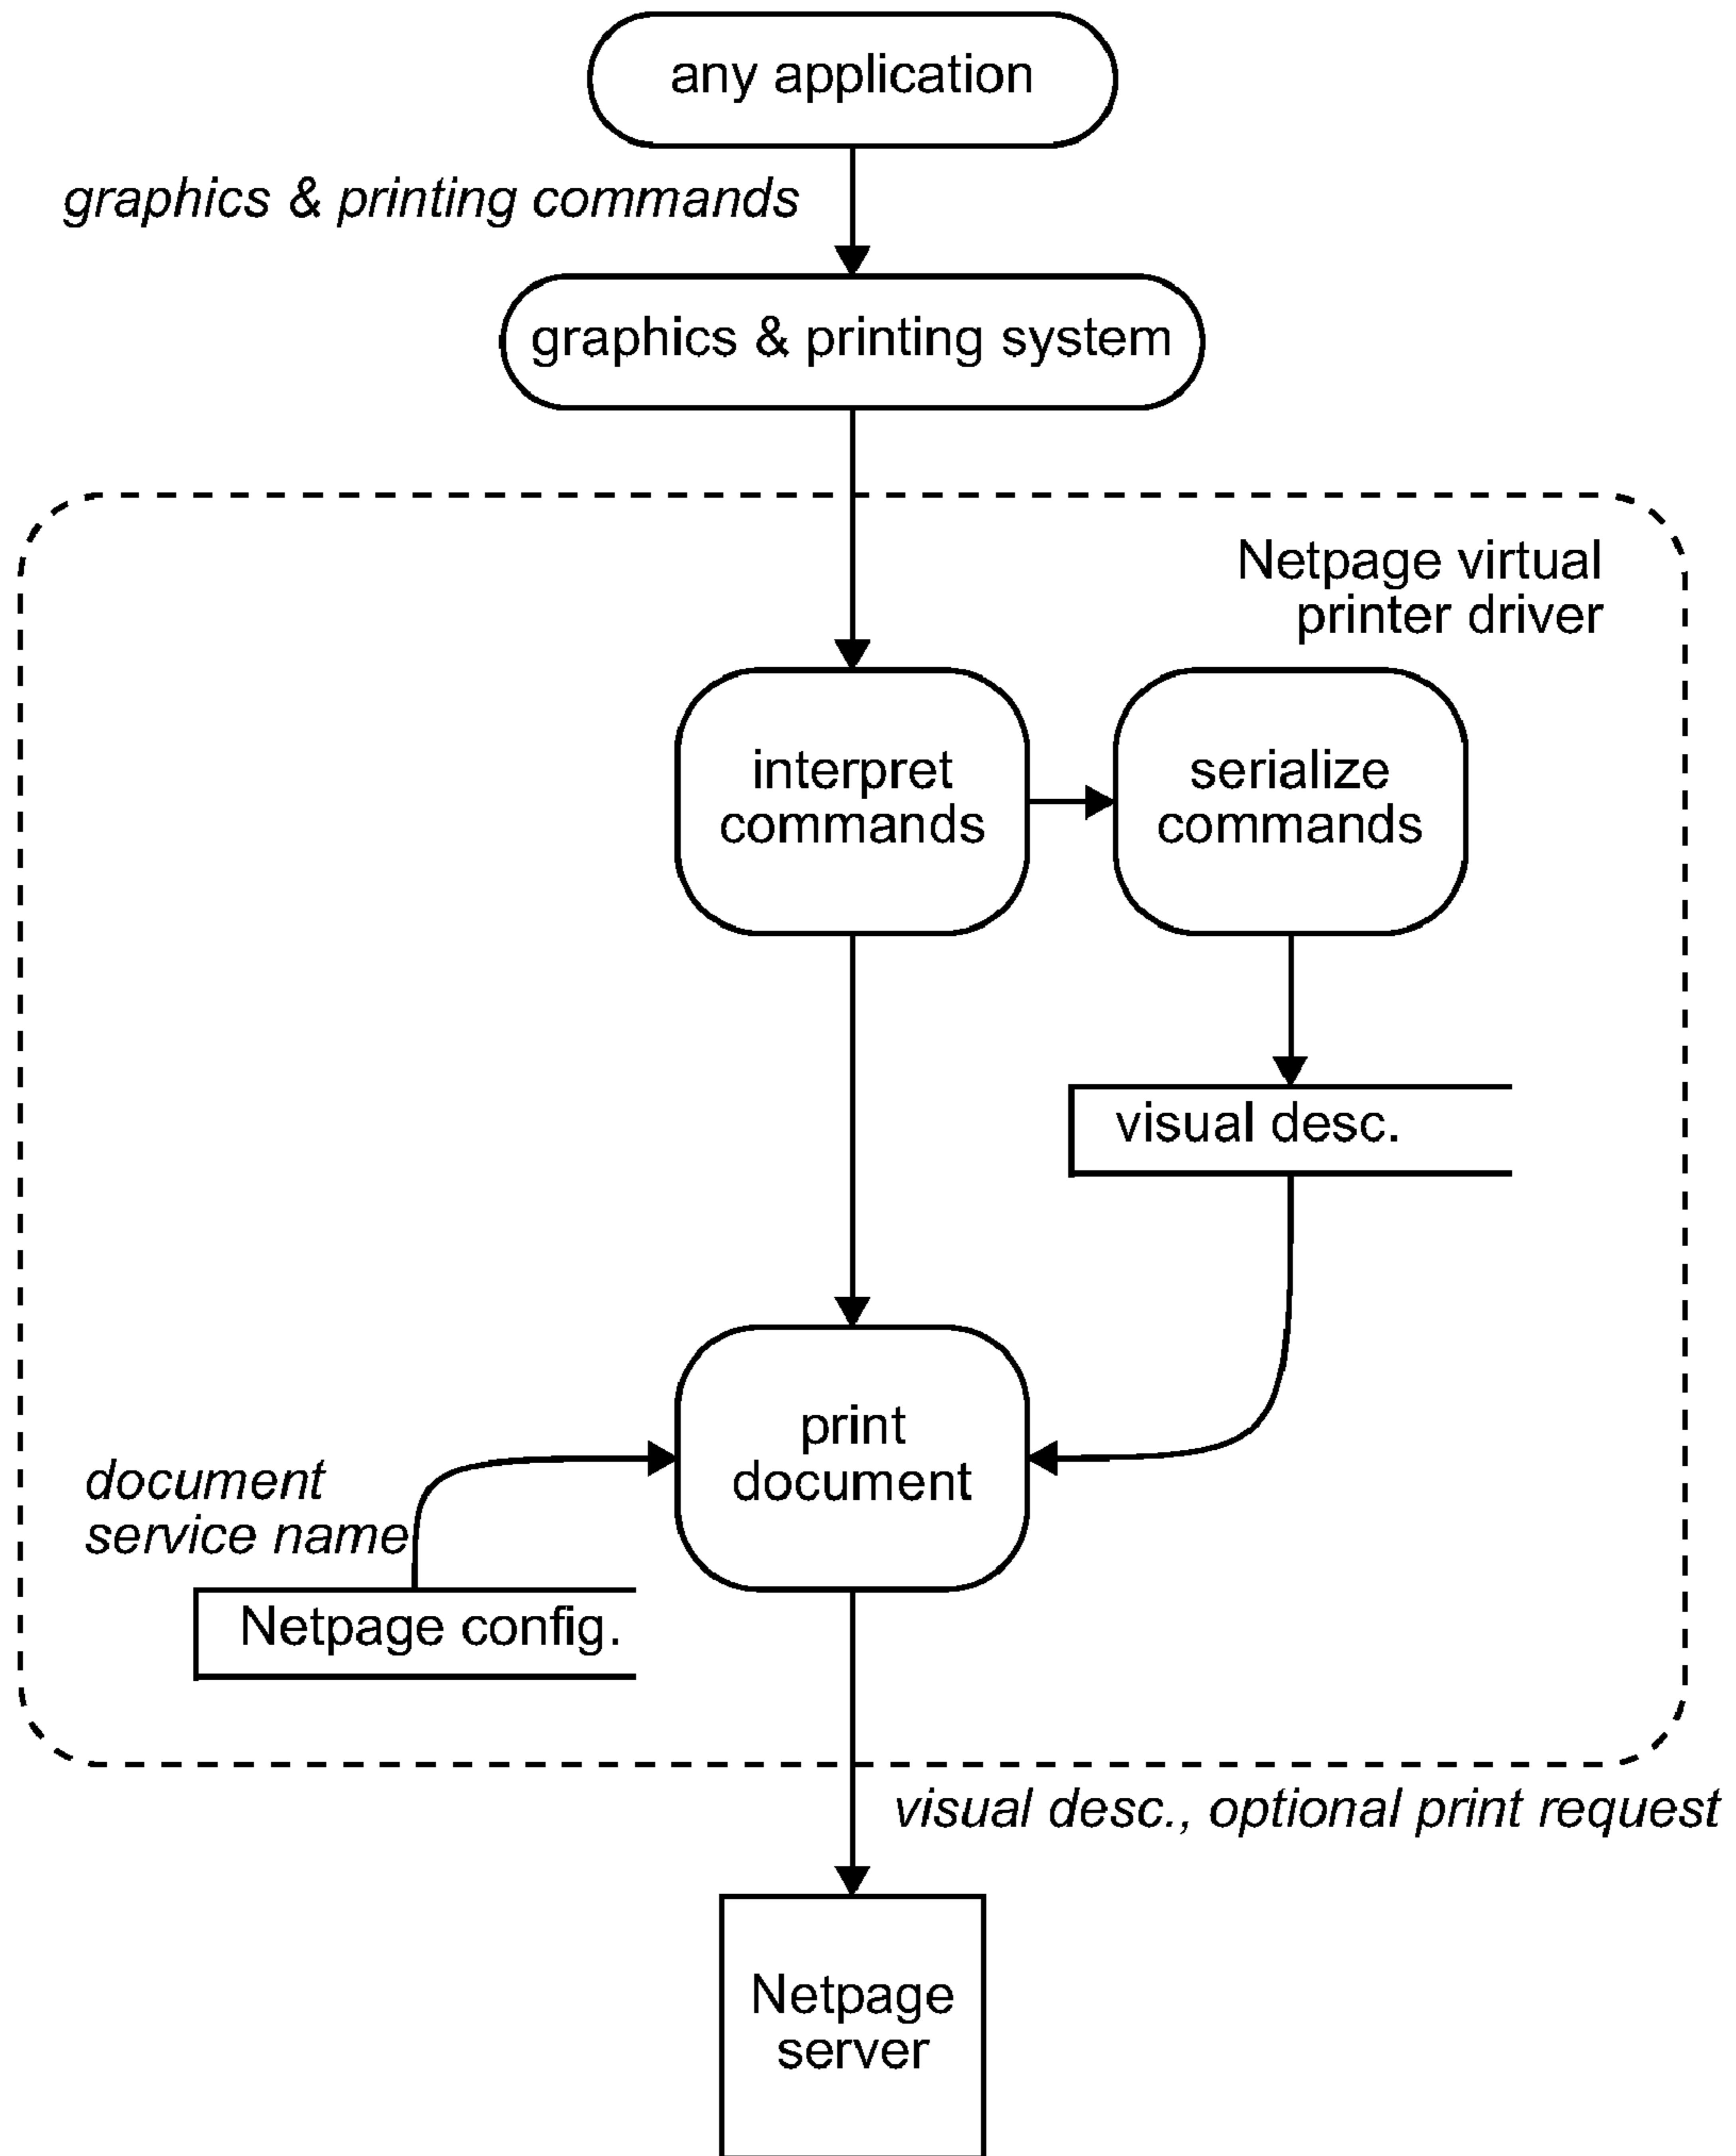 any application
graphics & printing commands
graphics & printing system
Netpage virtual
printer driver
interpret
commands
serialize
commands
visual desc.
print
document
document
service name
Netpage config.
visual desc., optional print request
Netpage
server